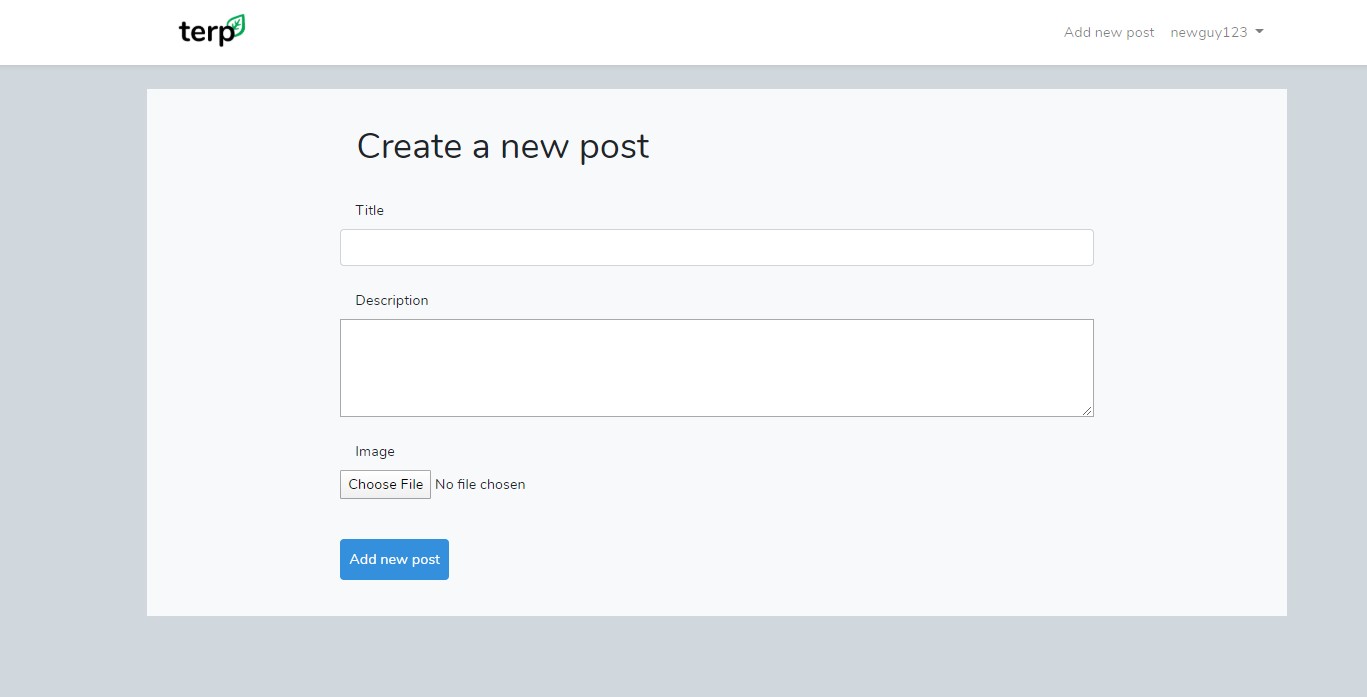 terp
Add new post newguy123
Create a new post
Title
Description
Image
Choose File No file chosen
Add new post